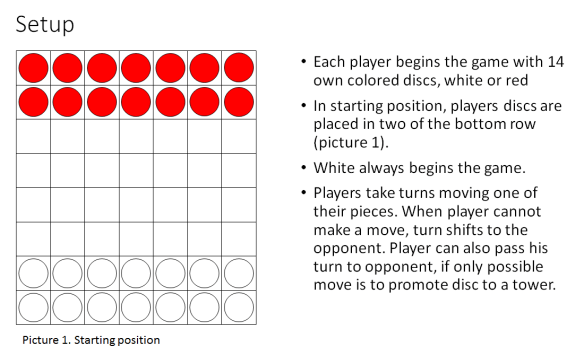 Setup
• Each player begins the game with 14
own colored discs, white or red
• In starting position, players discs are
placed in two of the bottom row
(picture 1).
• White always begins the game.
• Players take turns moving one of
their pieces. When player cannot
make a move, turn shifts to the
opponent. Player can also pass his
turn to opponent, if only possible
move is to promote disc to a tower.
Picture 1. Starting position